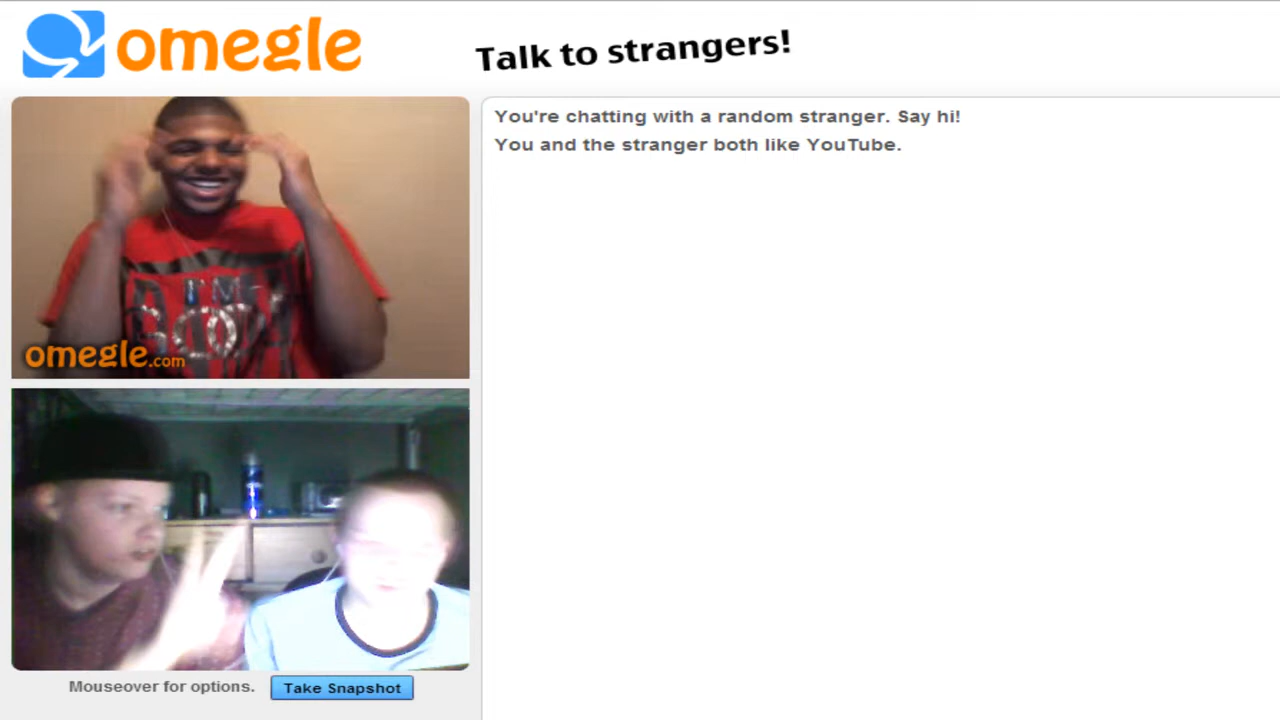 omegle
Talk to strangers!
You're chatting with a random stranger. Say hi!
You and the stranger both like YouTube.
I'M
omegle.com
Mouseover for options.
Take Snapshot